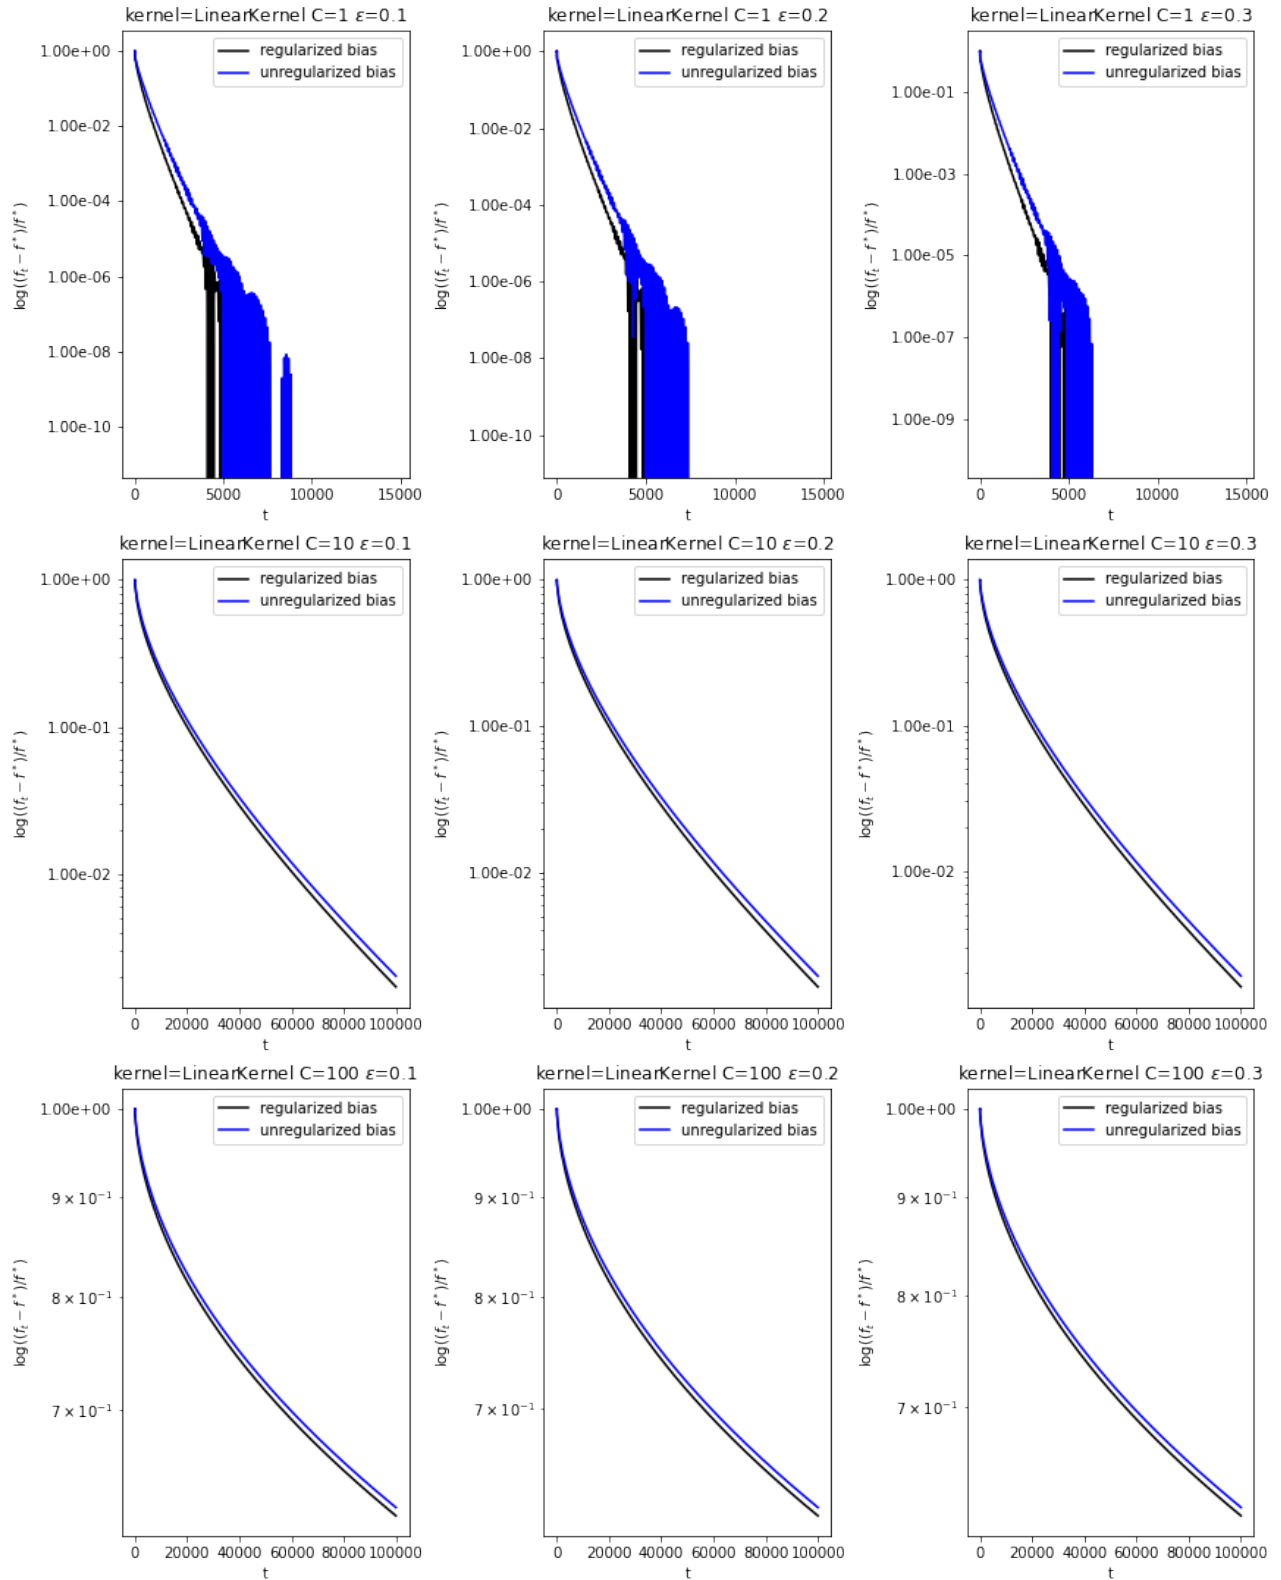 kernel=LinearKernel C=1 ε=0.1
regularized bias
unregularized bias
1.00e+00
1.00e-02
1.00e-04
1.00e-06
1.00e-08
1.00e-10
log((f_t − f*)/f*)
0 5000 10000 15000
t
kernel=LinearKernel C=1 ε=0.2
regularized bias
unregularized bias
1.00e+00
1.00e-02
1.00e-04
1.00e-06
1.00e-08
1.00e-10
log((f_t − f*)/f*)
0 5000 10000 15000
t
kernel=LinearKernel C=1 ε=0.3
regularized bias
unregularized bias
1.00e-01
1.00e-03
1.00e-05
1.00e-07
1.00e-09
log((f_t − f*)/f*)
0 5000 10000 15000
t
kernel=LinearKernel C=10 ε=0.1
regularized bias
unregularized bias
1.00e+00
1.00e-01
1.00e-02
log((f_t − f*)/f*)
0 20000 40000 60000 80000 100000
t
kernel=LinearKernel C=10 ε=0.2
regularized bias
unregularized bias
1.00e+00
1.00e-01
1.00e-02
log((f_t − f*)/f*)
0 20000 40000 60000 80000 100000
t
kernel=LinearKernel C=10 ε=0.3
regularized bias
unregularized bias
1.00e+00
1.00e-01
1.00e-02
log((f_t − f*)/f*)
0 20000 40000 60000 80000 100000
t
kernel=LinearKernel C=100 ε=0.1
regularized bias
unregularized bias
1.00e+00
9 × 10⁻¹
8 × 10⁻¹
7 × 10⁻¹
log((f_t − f*)/f*)
0 20000 40000 60000 80000 100000
t
kernel=LinearKernel C=100 ε=0.2
regularized bias
unregularized bias
1.00e+00
9 × 10⁻¹
8 × 10⁻¹
7 × 10⁻¹
log((f_t − f*)/f*)
0 20000 40000 60000 80000 100000
t
kernel=LinearKernel C=100 ε=0.3
regularized bias
unregularized bias
1.00e+00
9 × 10⁻¹
8 × 10⁻¹
7 × 10⁻¹
log((f_t − f*)/f*)
0 20000 40000 60000 80000 100000
t